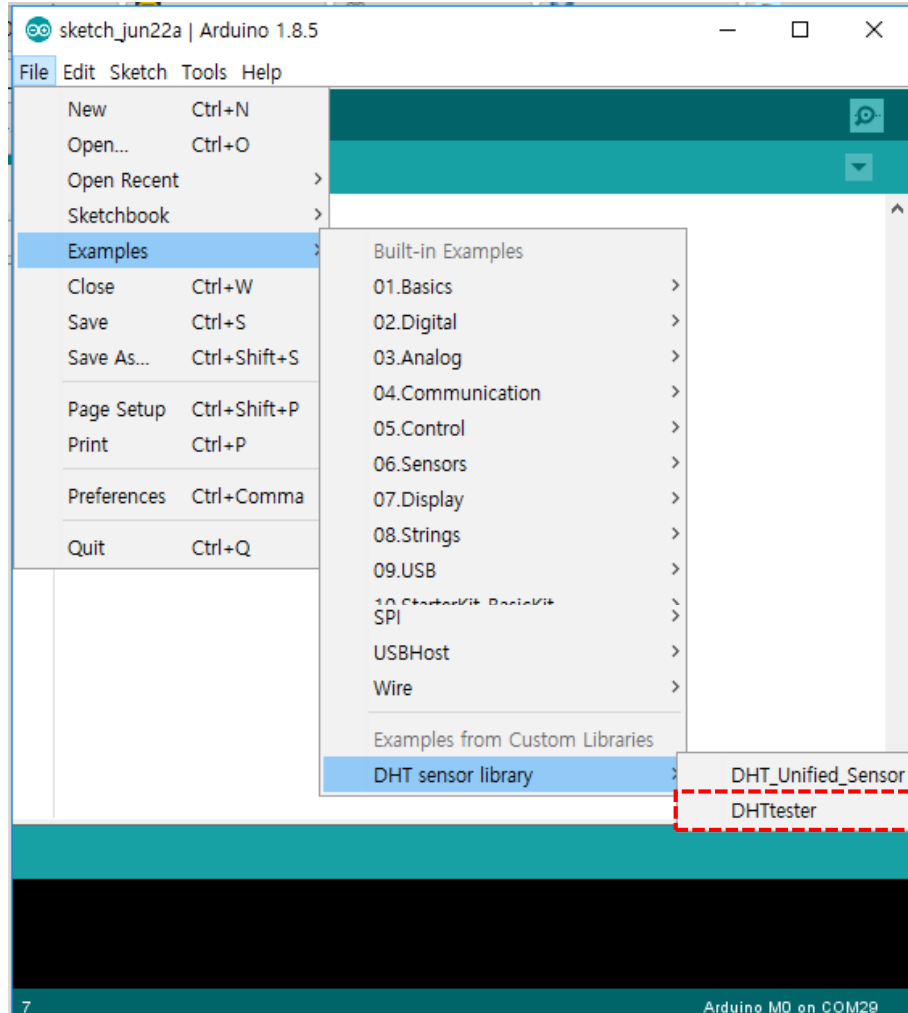 sketch_jun22a | Arduino 1.8.5
File Edit Sketch Tools Help
New Ctrl+N
Open... Ctrl+O
Open Recent
Sketchbook
Examples
Close Ctrl+W
Save Ctrl+S
Save As... Ctrl+Shift+S
Page Setup Ctrl+Shift+P
Print Ctrl+P
Preferences Ctrl+Comma
Quit Ctrl+Q
Built-in Examples
01.Basics
02.Digital
03.Analog
04.Communication
05.Control
06.Sensors
07.Display
08.Strings
09.USB
10.StarterKit_BasicKit
SPI
USBHost
Wire
Examples from Custom Libraries
DHT sensor library
DHT_Unified_Sensor
DHTtester
7
Arduino M0 on COM29